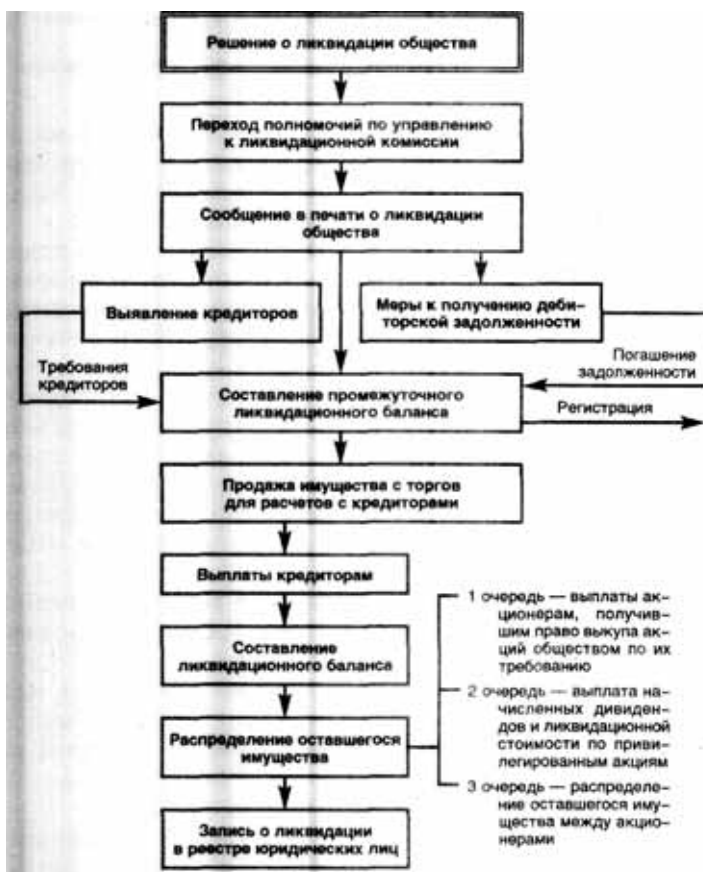 Решение о ликвидации общества
Переход полномочий по управлению
к ликвидационной комиссии
Сообщение в печати о ликвидации
общества
Выявление кредиторов
Меры к получению деби-
торской задолженности
Требования
кредиторов
Погашение
задолженности
Составление промежуточного
ликвидационного баланса
Регистрация
Продажа имущества с торгов
для расчетов с кредиторами
Выплаты кредиторам
Составление
ликвидационного баланса
Распределение оставшегося
имущества
Запись о ликвидации
в реестре юридических лиц
1 очередь — выплаты ак-
ционерам, получив-
шим право выкупа ак-
ций обществом по их
требованию
2 очередь — выплата на-
численных дивиден-
дов и ликвидационной
стоимости по приви-
легированным акциям
3 очередь — распределе-
ние оставшегося иму-
щества между акцио-
нерами